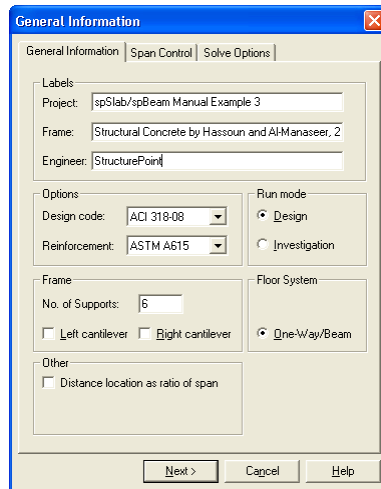 General Information
General Information Span Control Solve Options
Labels
Project: spSlab/spBeam Manual Example 3
Frame: Structural Concrete by Hassoun and Al-Manaseer, 2
Engineer: StructurePoint
Options Run mode
Design code: ACI 318-08 Design
Reinforcement: ASTM A615 Investigation
Frame Floor System
No. of Supports: 6
Left cantilever Right cantilever One-Way/Beam
Other
Distance location as ratio of span
Next > Cancel Help